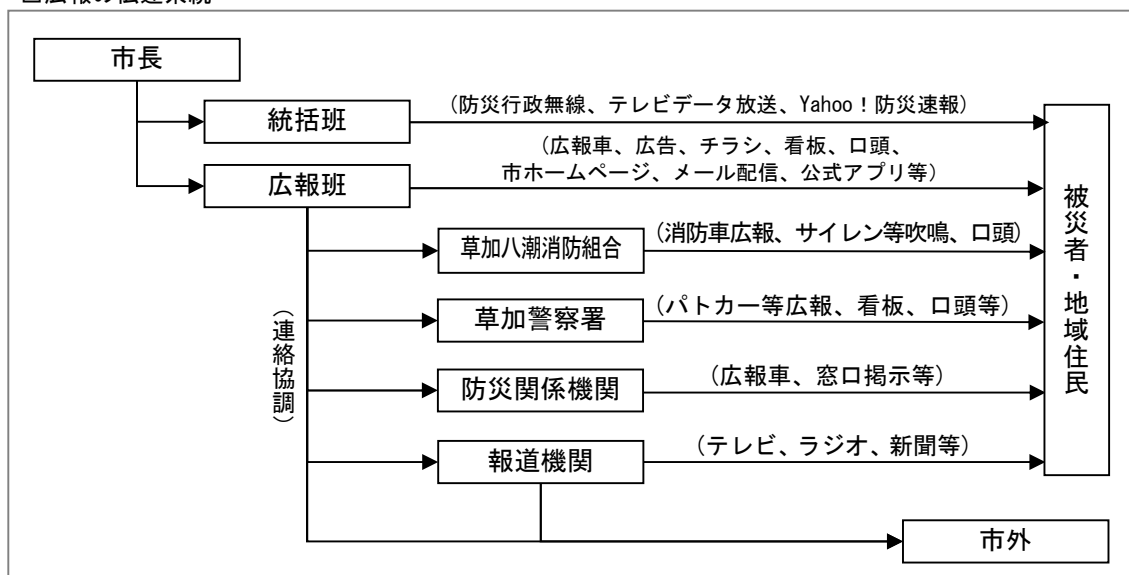 □広報の伝達系統
市長
統括班
(防災行政無線、テレビデータ放送、Yahoo！防災速報)
(広報車、広告、チラシ、看板、口頭、
市ホームページ、メール配信、公式アプリ等)
広報班
草加八潮消防組合
(消防車広報、サイレン等吹鳴、口頭)
草加警察署
(パトカー等広報、看板、口頭等)
防災関係機関
(広報車、窓口掲示等)
報道機関
(テレビ、ラジオ、新聞等)
(連絡協調)
被災者・地域住民
市外